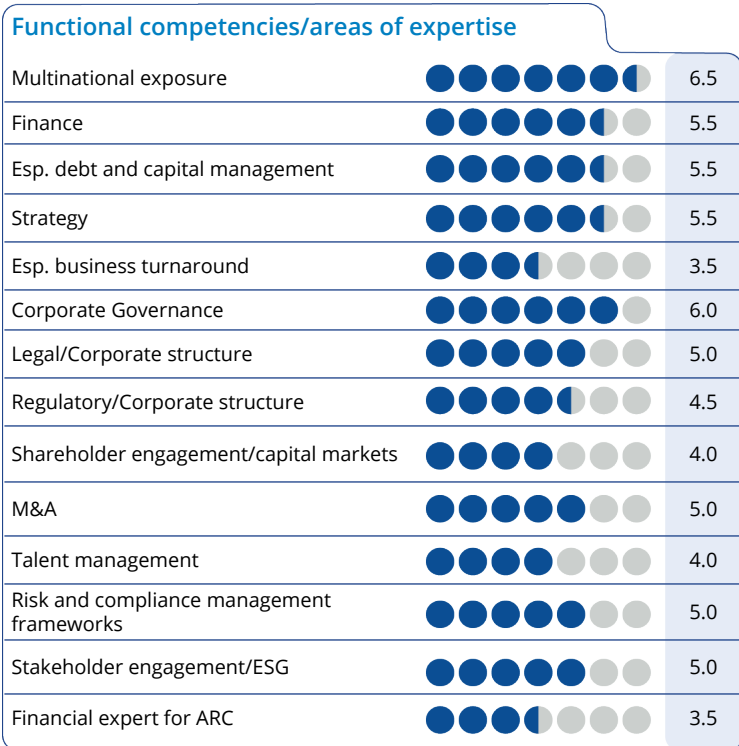 Functional competencies/areas of expertise
Multinational exposure 6.5
Finance 5.5
Esp. debt and capital management 5.5
Strategy 5.5
Esp. business turnaround 3.5
Corporate Governance 6.0
Legal/Corporate structure 5.0
Regulatory/Corporate structure 4.5
Shareholder engagement/capital markets 4.0
M&A 5.0
Talent management 4.0
Risk and compliance management
frameworks 5.0
Stakeholder engagement/ESG 5.0
Financial expert for ARC 3.5